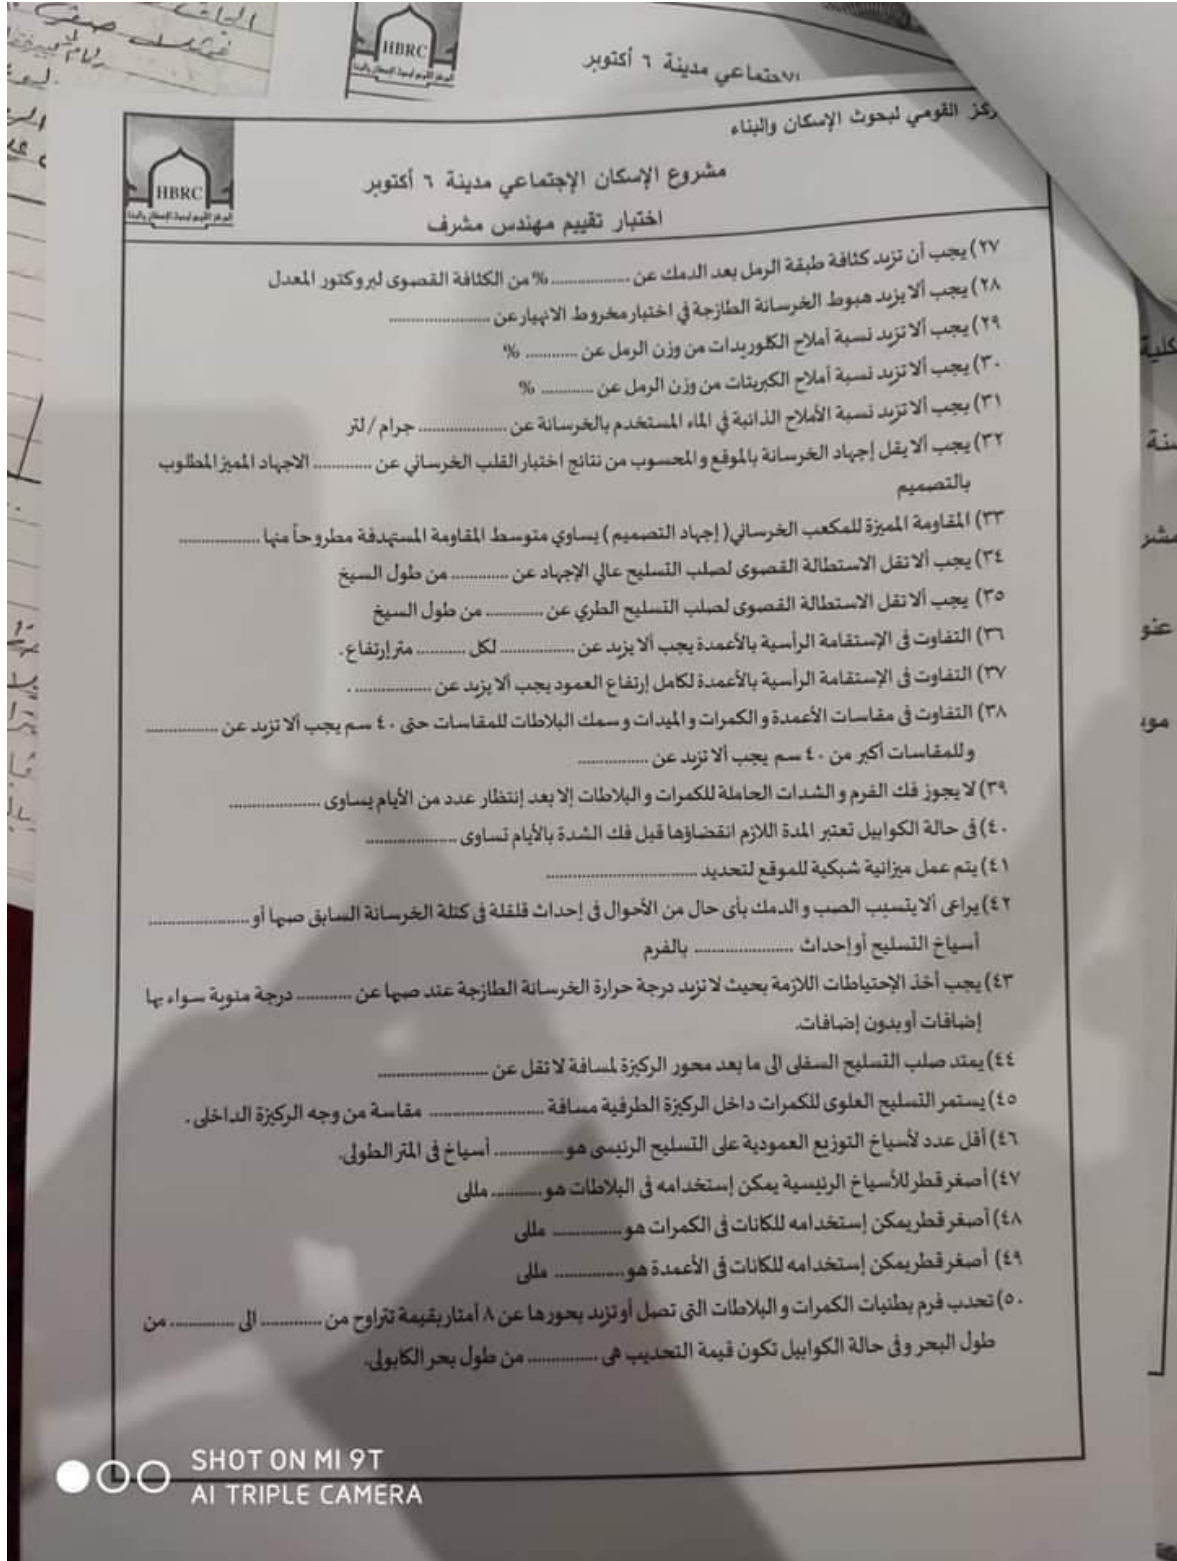 HBRC
الاجتماعي مدينة ٦ أكتوبر
ركز القومي لبحوث الإسكان والبناء
HBRC
مشروع الإسكان الإجتماعي مدينة ٦ أكتوبر
اختبار تقييم مهندس مشرف
٢٧) يجب أن تزيد كثافة طبقة الرمل بعد الدمك عن ............... % من الكثافة القصوى لبروكتور المعدل
٢٨) يجب ألا يزيد هبوط الخرسانة الطازجة في اختبار مخروط الانهيار عن ...................
٢٩) يجب ألا تزيد نسبة أملاح الكلوريدات من وزن الرمل عن .......... %
٣٠) يجب ألا تزيد نسبة أملاح الكبريتات من وزن الرمل عن .......... %
٣١) يجب ألا تزيد نسبة الأملاح الذائبة في الماء المستخدم بالخرسانة عن ................. جرام / لتر
٣٢) يجب ألا يقل إجهاد الخرسانة بالموقع والمحسوب من نتائج اختبار القلب الخرساني عن ........... الاجهاد المميز المطلوب
بالتصميم
٣٣) المقاومة المميزة للمكعب الخرساني ( إجهاد التصميم ) يساوي متوسط المقاومة المستهدفة مطروحاً منها ................
٣٤) يجب ألا تقل الاستطالة القصوى لصلب التسليح عالي الإجهاد عن ........... من طول السيخ
٣٥) يجب ألا تقل الاستطالة القصوى لصلب التسليح الطري عن ........... من طول السيخ
٣٦) التفاوت فى الإستقامة الرأسية بالأعمدة يجب ألا يزيد عن .............. لكل .......... متر إرتفاع .
٣٧) التفاوت فى الإستقامة الرأسية بالأعمدة لكامل إرتفاع العمود يجب ألا يزيد عن ............... .
٣٨) التفاوت فى مقاسات الأعمدة و الكمرات و الميدات و سمك البلاطات للمقاسات حتى ٤٠ سم يجب ألا تزيد عن ..............
وللمقاسات أكبر من ٤٠ سم يجب ألا تزيد عن ..............
٣٩) لا يجوز فك الفرم و الشدات الحاملة للكمرات و البلاطات إلا بعد إنتظار عدد من الأيام يساوى ..................
٤٠) فى حالة الكوابيل تعتبر المدة اللازم انقضاؤها قبل فك الشدة بالأيام تساوى ..................
٤١) يتم عمل ميزانية شبكية للموقع لتحديد ..............................
٤٢) يراعى ألا يتسبب الصب و الدمك بأى حال من الأحوال فى إحداث قلقلة فى كتلة الخرسانة السابق صبها أو ....................
أسياخ التسليح أو إحداث ................... بالفرم
٤٣) يجب أخذ الإحتياطات اللازمة بحيث لا تزيد درجة حرارة الخرسانة الطازجة عند صبها عن ........... درجة مئوية سواء بها
إضافات أو بدون إضافات.
٤٤) يمتد صلب التسليح السفلى الى ما بعد محور الركيزة لمسافة لا تقل عن ......................
٤٥) يستمر التسليح العلوى للكمرات داخل الركيزة الطرفية مسافة ....................... مقاسة من وجه الركيزة الداخلى .
٤٦) أقل عدد لأسياخ التوزيع العمودية على التسليح الرئيسى هو .............. أسياخ فى المتر الطولى.
٤٧) أصغر قطر للأسياخ الرئيسية يمكن إستخدامه فى البلاطات هو .......... مللى
٤٨) أصغر قطر يمكن إستخدامه للكانات فى الكمرات هو .............. مللى
٤٩) أصغر قطر يمكن إستخدامه للكانات فى الأعمدة هو .............. مللى
٥٠) تحدب فرم بطنيات الكمرات و البلاطات التى تصل أو تزيد بحورها عن ٨ أمتار بقيمة تتراوح من ............ الى ............ من
طول البحر و فى حالة الكوابيل تكون قيمة التحديب هى .............. من طول بحر الكابولى.
SHOT ON MI 9T
AI TRIPLE CAMERA